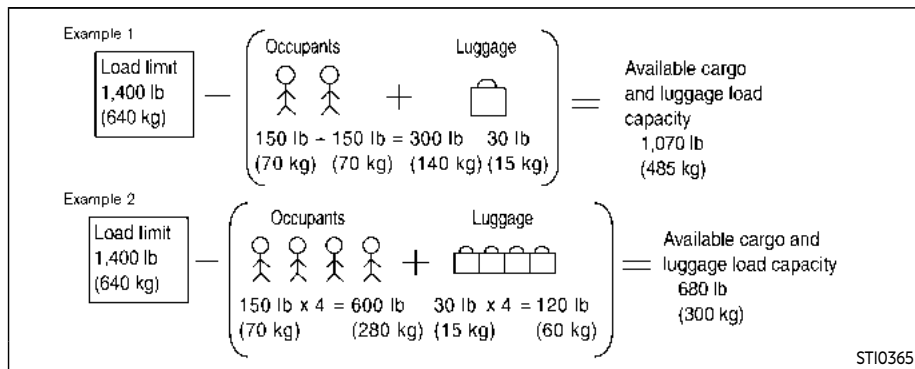 Example 1
Occupants Luggage
Load limit
1,400 lb
(640 kg)
— ( + ) =
Available cargo
and luggage load
capacity
1,070 lb
(485 kg)
150 lb – 150 lb = 300 lb 30 lb
(70 kg) (70 kg) (140 kg) (15 kg)
Example 2
Occupants Luggage
Load limit
1,400 lb
(640 kg)
— ( + ) =
Available cargo and
luggage load capacity
680 lb
(300 kg)
150 lb x 4 = 600 lb 30 lb x 4 = 120 lb
(70 kg) (280 kg) (15 kg) (60 kg)
STI0365